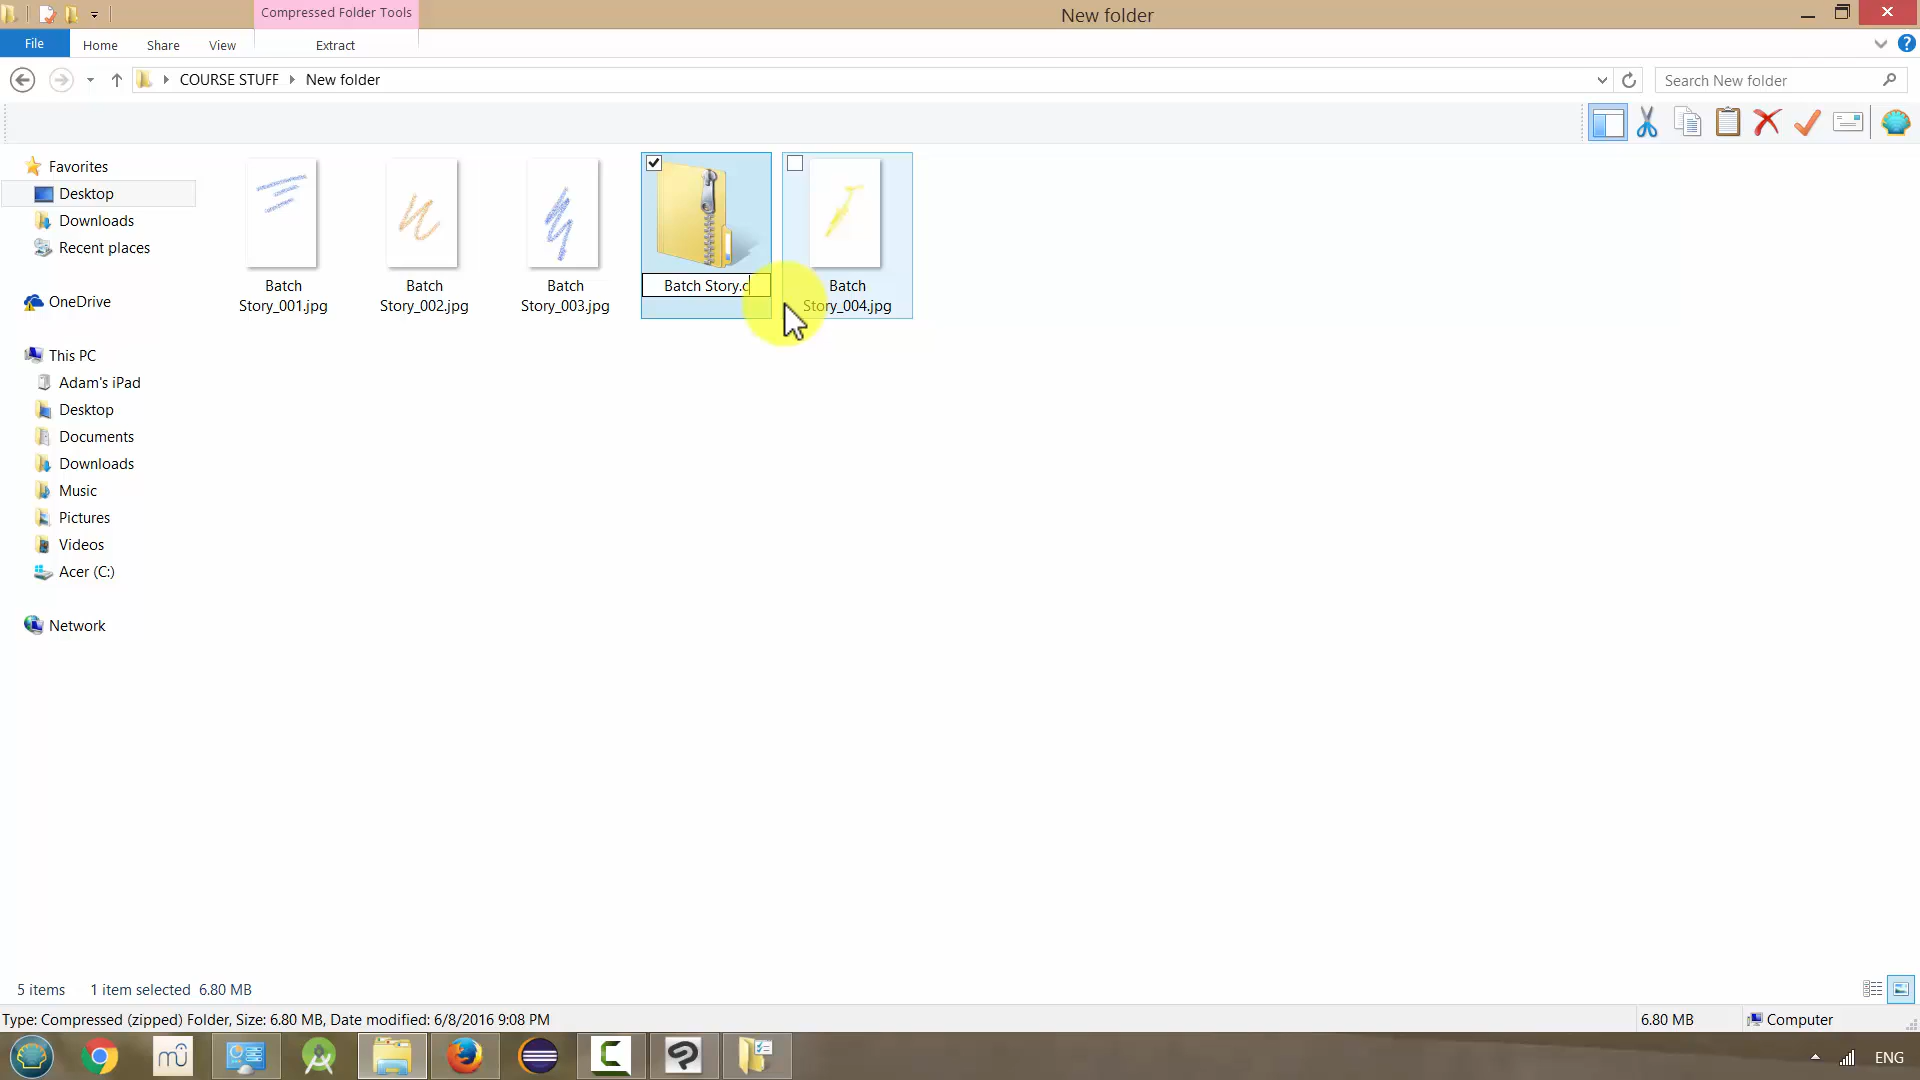 Compressed Folder Tools
New folder
File
Home
Share
View
Extract
COURSE STUFF
New folder
Search New folder
Favorites
Desktop
Downloads
Recent places
OneDrive
This PC
Adam's iPad
Desktop
Documents
Downloads
Music
Pictures
Videos
Acer (C:)
Network
Batch
Story_001.jpg
Batch
Story_002.jpg
Batch
Story_003.jpg
Batch Story.c
Batch
Story_004.jpg
5 items
1 item selected 6.80 MB
Type: Compressed (zipped) Folder, Size: 6.80 MB, Date modified: 6/8/2016 9:08 PM
6.80 MB
Computer
ENG